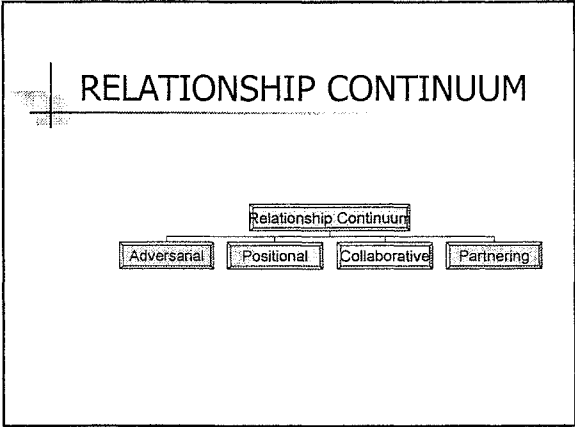 RELATIONSHIP CONTINUUM
Relationship Continuum
Adversarial Positional Collaborative Partnering